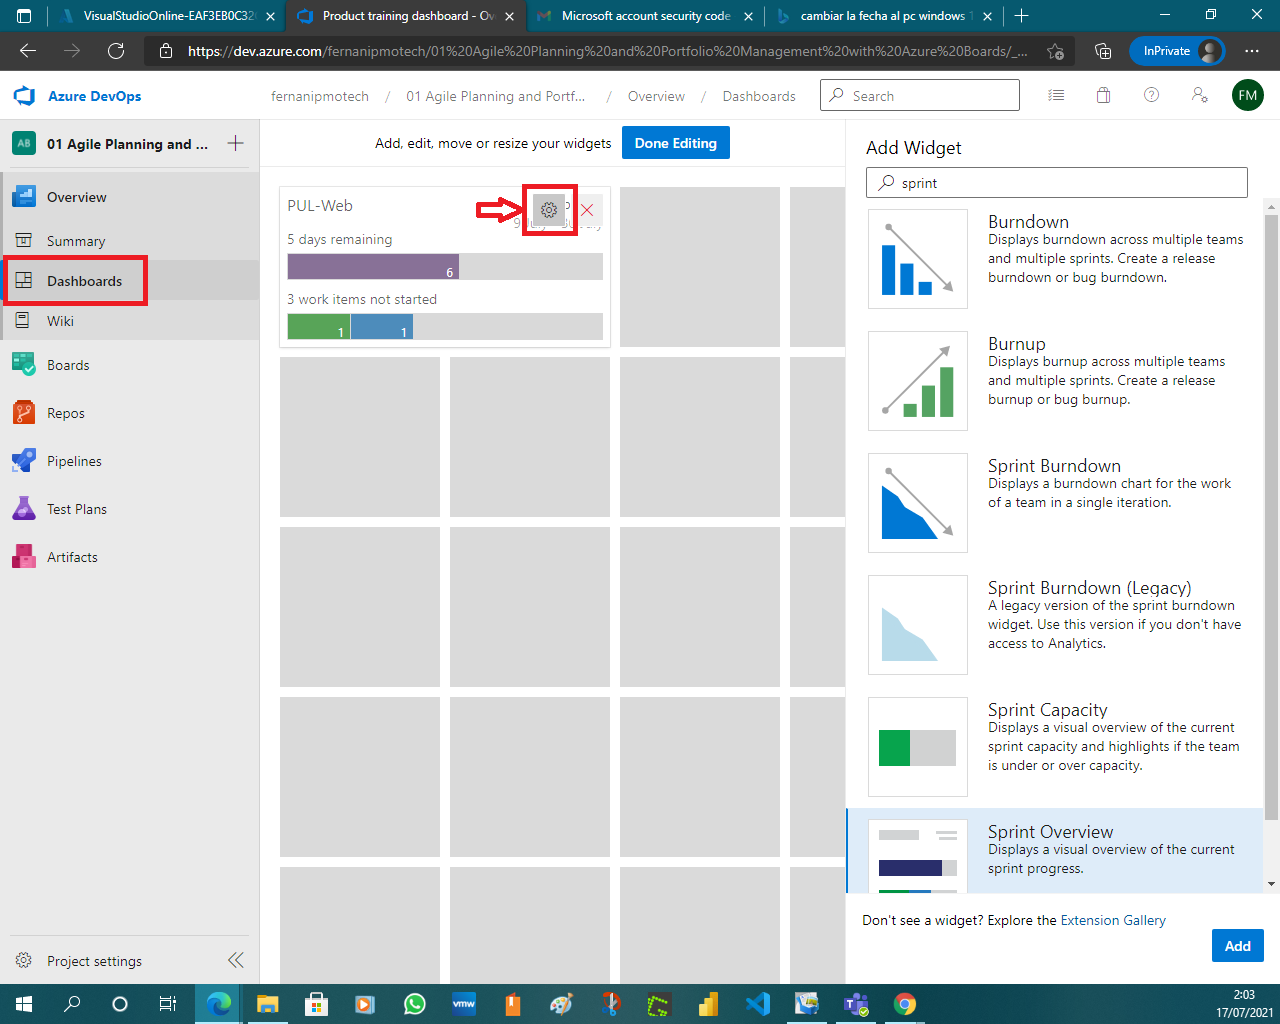 VisualStudioOnline-EAF3EB0C32
Product training dashboard - Ov
Microsoft account security code
cambiar la fecha al pc windows 1
https://dev.azure.com/fernanipmotech/01%20Agile%20Planning%20and%20Portfolio%20Management%20with%20Azure%20Boards/_...
InPrivate
Azure DevOps
fernanipmotech / 01 Agile Planning and Portf... / Overview / Dashboards
Search
FM
AB
01 Agile Planning and ...
Overview
Summary
Dashboards
Wiki
Boards
Repos
Pipelines
Test Plans
Artifacts
Project settings
Add, edit, move or resize your widgets
Done Editing
PUL-Web
5 days remaining
6
3 work items not started
1
1
Add Widget
sprint
Burndown
Displays burndown across multiple teams
and multiple sprints. Create a release
burndown or bug burndown.
Burnup
Displays burnup across multiple teams
and multiple sprints. Create a release
burnup or bug burnup.
Sprint Burndown
Displays a burndown chart for the work
of a team in a single iteration.
Sprint Burndown (Legacy)
A legacy version of the sprint burndown
widget. Use this version if you don't have
access to Analytics.
Sprint Capacity
Displays a visual overview of the current
sprint capacity and highlights if the team
is under or over capacity.
Sprint Overview
Displays a visual overview of the current
sprint progress.
Don't see a widget? Explore the Extension Gallery
Add
vmw
2:03
17/07/2021